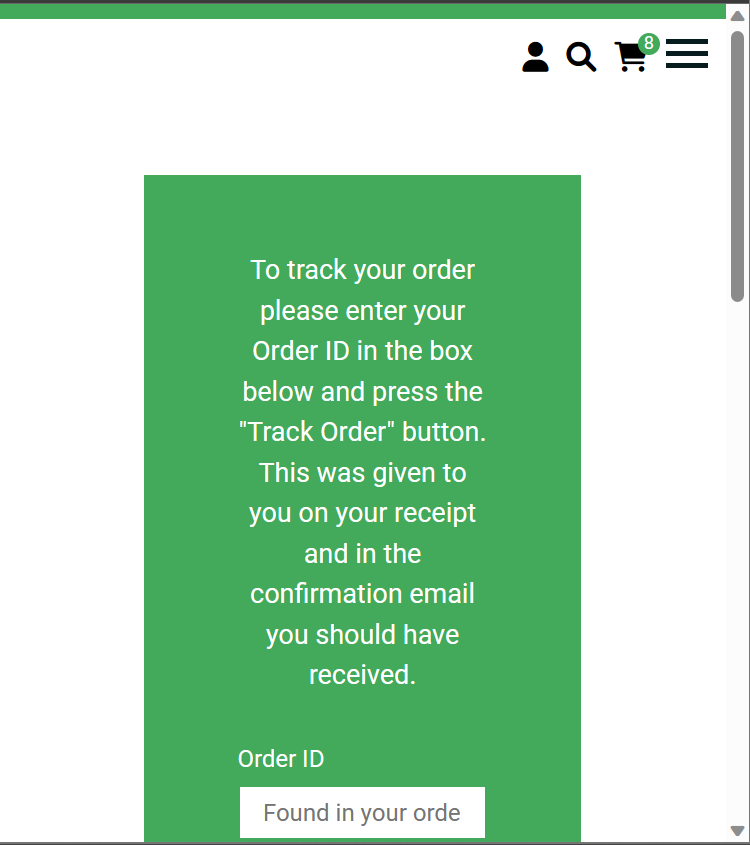 8
To track your order
please enter your
Order ID in the box
below and press the
"Track Order" button.
This was given to
you on your receipt
and in the
confirmation email
you should have
received.
Order ID
Found in your orde